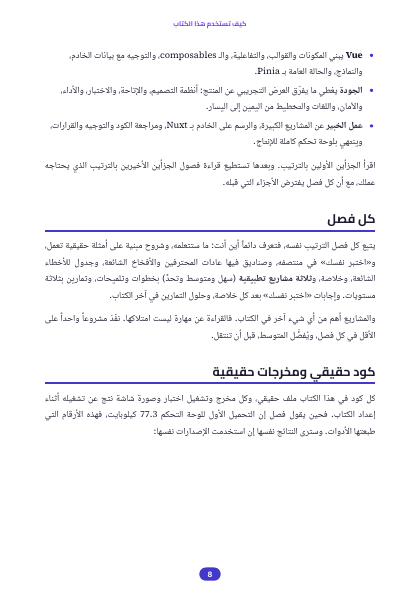 كيف تستخدم هذا الكتاب
• Vue يبني المكونات والقوالب، والتفاعلية، والـ composables، والتوجيه مع بيانات الخادم،
والنماذج، والحالة العامة بـ Pinia.
• الجودة يغطي ما يفرّق العرض التجريبي عن المنتج: أنظمة التصميم، والإتاحة، والاختبار، والأداء،
والأمان، واللغات والتخطيط من اليمين إلى اليسار.
• عمل الخبير عن المشاريع الكبيرة، والرسم على الخادم بـ Nuxt، ومراجعة الكود والتوجيه والقرارات،
وينتهي بلوحة تحكم كاملة للإنتاج.
اقرأ الجزأين الأولين بالترتيب. وبعدها تستطيع قراءة فصول الجزأين الأخيرين بالترتيب الذي يحتاجه
عملك، مع أن كل فصل يفترض الأجزاء التي قبله.
كل فصل
يتبع كل فصل الترتيب نفسه، فتعرف دائماً أين أنت: ما ستتعلمه، وشروح مبنية على أمثلة حقيقية تعمل،
و«اختبر نفسك» في منتصفه، وصناديق فيها عادات المحترفين والأفخاخ الشائعة، وجدول للأخطاء
الشائعة، وخلاصة، وثلاثة مشاريع تطبيقية (سهل ومتوسط وتحدّ) بخطوات وتلميحات، وتمارين بثلاثة
مستويات. وإجابات «اختبر نفسك» بعد كل خلاصة، وحلول التمارين في آخر الكتاب.
والمشاريع أهم من أي شيء آخر في الكتاب. فالقراءة عن مهارة ليست امتلاكها. نفّذ مشروعاً واحداً على
الأقل في كل فصل، ويُفضَّل المتوسط، قبل أن تنتقل.
كود حقيقي ومخرجات حقيقية
كل كود في هذا الكتاب ملف حقيقي، وكل مخرج وتشغيل اختبار وصورة شاشة نتج عن تشغيله أثناء
إعداد الكتاب. فحين يقول فصل إن التحميل الأول للوحة التحكم 77.3 كيلوبايت، فهذه الأرقام التي
طبعتها الأدوات. وسترى النتائج نفسها إن استخدمت الإصدارات نفسها:
8